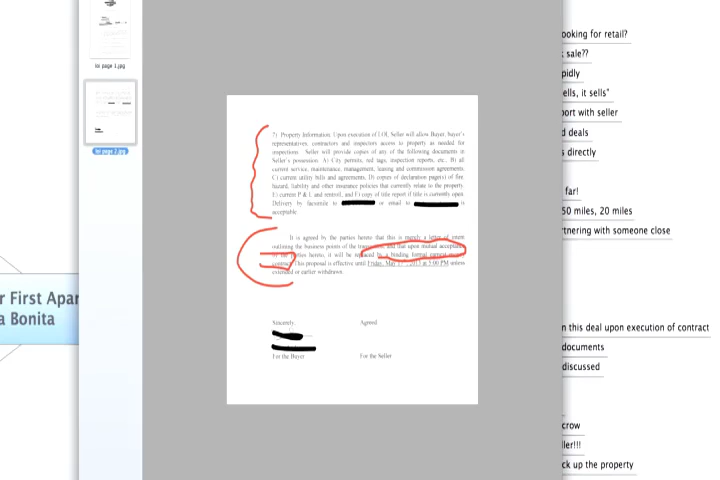 loi page 1.jpg
loi page 2.jpg
r First Apar
a Bonita
7) Property Information. Upon execution of LOI, Seller will allow Buyer, buyer's
representatives, contractors and inspectors access to property as needed for
inspections. Seller will provide copies of any of the following documents in
Seller's possession: A) City permits, red tags, inspection reports, etc., B) all
current service, maintenance, management, leasing and commission agreements,
C) current utility bills and agreements, D) copies of declaration page(s) of fire,
hazard, liability and other insurance policies that currently relate to the property
E) current P & L and rentroll, and F) copy of title report if title is currently open.
Delivery by facsimile to or email to is
acceptable
It is agreed by the parties hereto that this is merely a letter of intent
outlining the business points of the and that upon mutual acceptance
by the parties hereto, it will be replaced by a binding formal
contract. This proposal is effective until Friday, May at 5:00 PM unless
extended or earlier withdrawn.
Sincerely, Agreed
For the Buyer For the Seller
ooking for retail?
sale??
pidly
ells, it sells"
port with seller
d deals
s directly
far!
50 miles, 20 miles
tnering with someone close
n this deal upon execution of contract
documents
discussed
crow
ller!!!
ck up the property